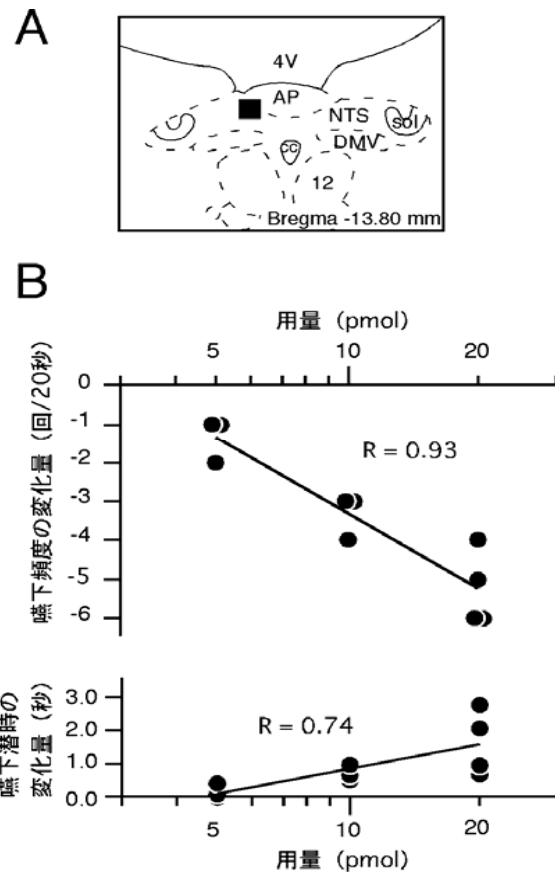 A
4V
AP
NTS
sol
DMV
cc
12
Bregma -13.80 mm
B
用量 (pmol)
5 10 20
嚥下頻度の変化量 (回/20秒)
0
-1
-2
-3
-4
-5
-6
R = 0.93
嚥下潜時の
変化量 (秒)
3.0
2.0
1.0
0.0
R = 0.74
5 10 20
用量 (pmol)